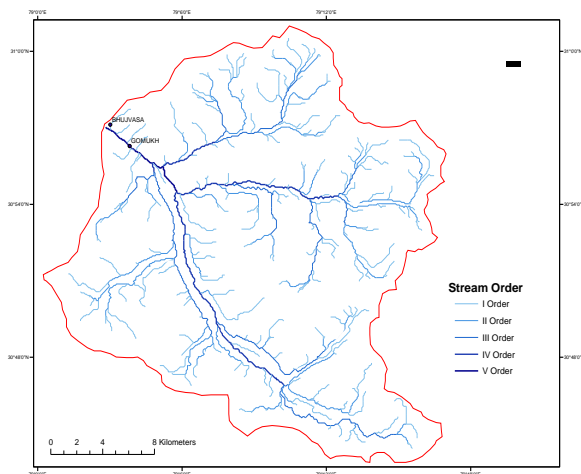 79°0'0"E 79°6'0"E 79°12'0"E
31°0'0"N 31°0'0"N
BHUJVASA
GOMUKH
30°54'0"N 30°54'0"N
Stream Order
I Order
II Order
III Order
IV Order
V Order
30°48'0"N
0 2 4 8 Kilometers